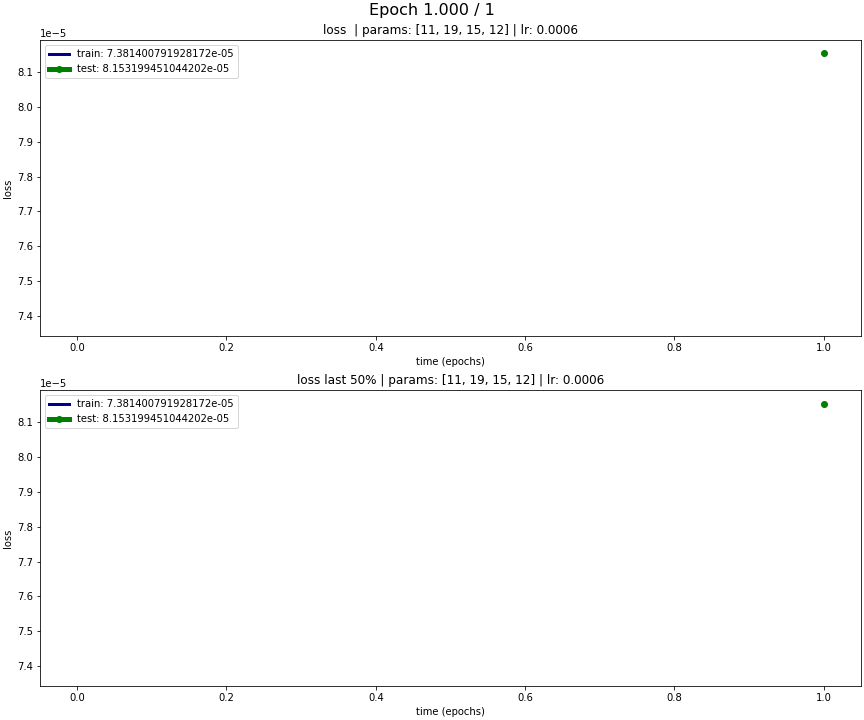 Epoch 1.000 / 1
loss | params: [11, 19, 15, 12] | lr: 0.0006
1e−5
train: 7.381400791928172e-05
test: 8.153199451044202e-05
8.1
8.0
7.9
7.8
7.7
7.6
7.5
7.4
loss
0.0 0.2 0.4 0.6 0.8 1.0
time (epochs)
loss last 50% | params: [11, 19, 15, 12] | lr: 0.0006
1e−5
train: 7.381400791928172e-05
test: 8.153199451044202e-05
8.1
8.0
7.9
7.8
7.7
7.6
7.5
7.4
loss
0.0 0.2 0.4 0.6 0.8 1.0
time (epochs)